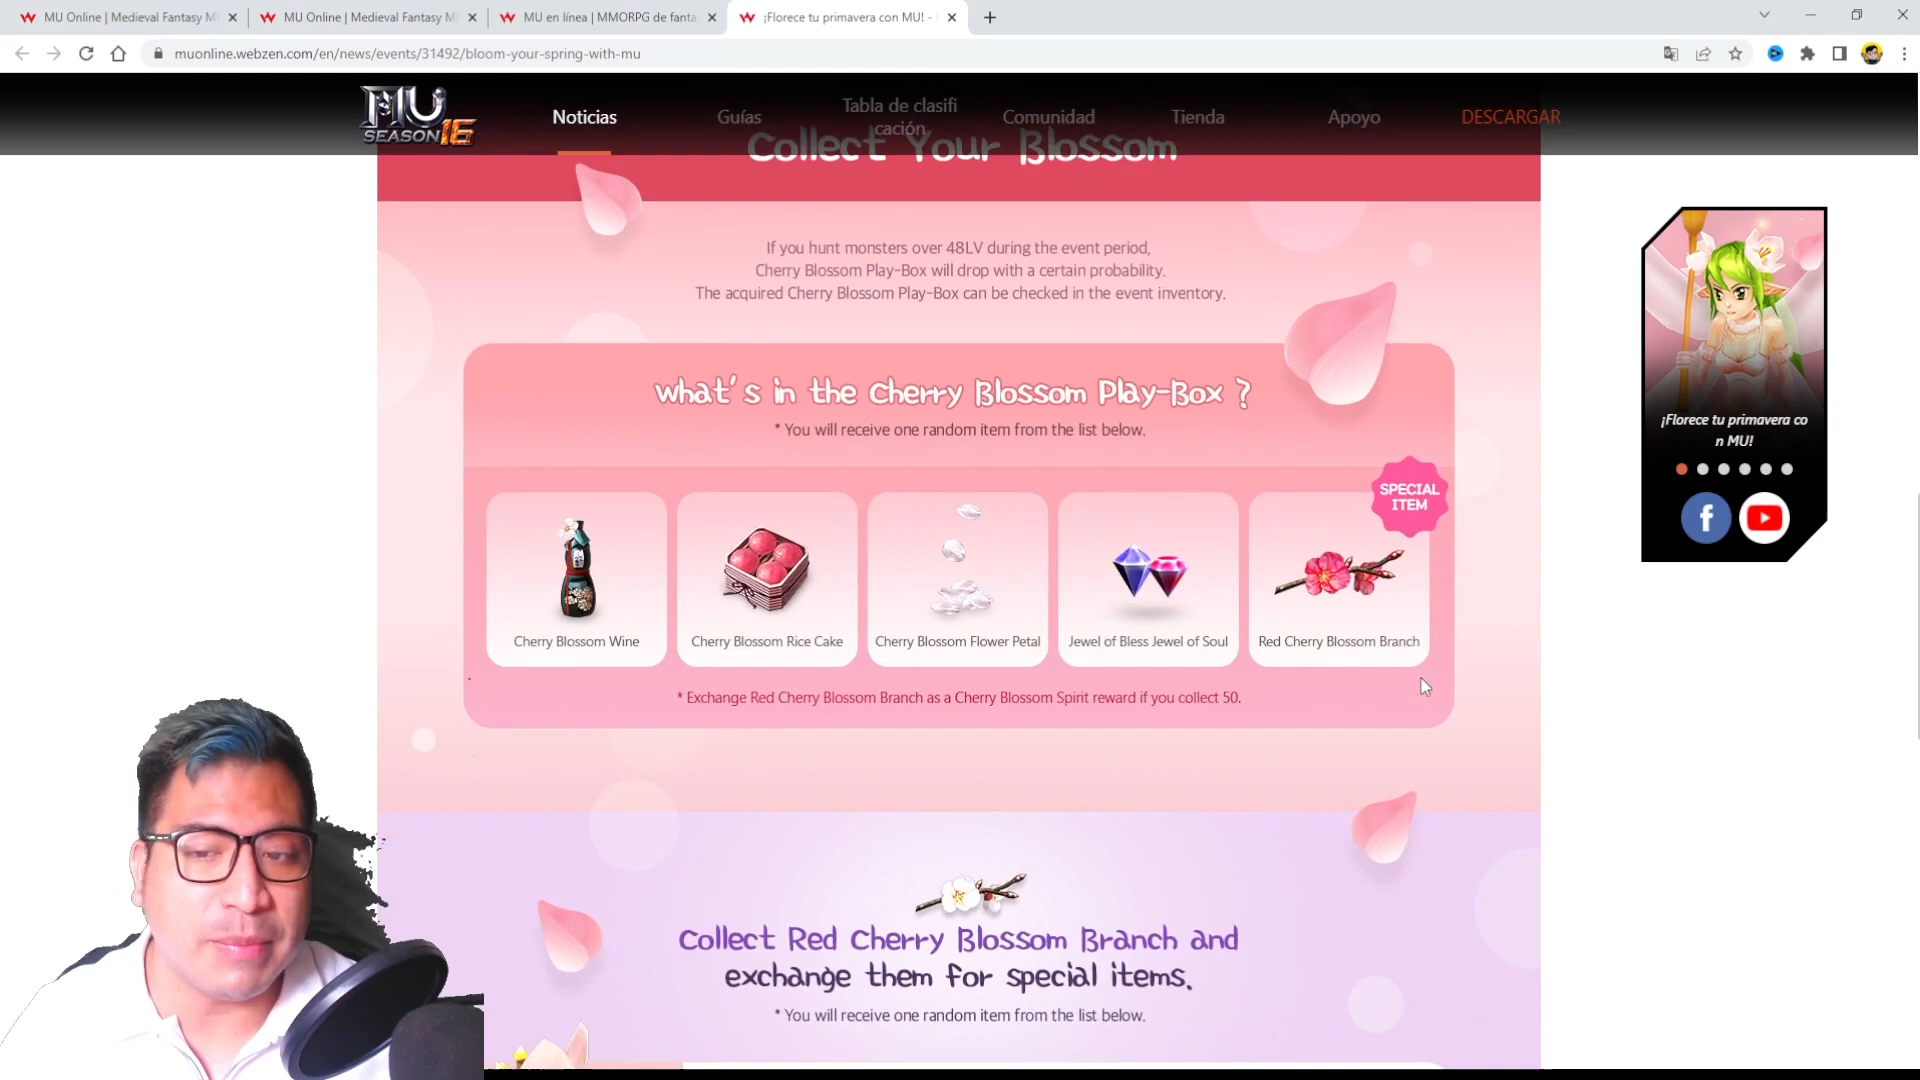 MU Online | Medieval Fantasy M
MU Online | Medieval Fantasy M
MU en línea | MMORPG de fanta
¡Florece tu primavera con MU! -
muonline.webzen.com/en/news/events/31492/bloom-your-spring-with-mu
MU
SEASON 16
Noticias
Guías
Tabla de clasifi
cación
Comunidad
Tienda
Apoyo
DESCARGAR
Collect Your Blossom
If you hunt monsters over 48LV during the event period,
Cherry Blossom Play-Box will drop with a certain probability.
The acquired Cherry Blossom Play-Box can be checked in the event inventory.
What's in the Cherry Blossom Play-Box ?
* You will receive one random item from the list below.
SPECIAL
ITEM
Cherry Blossom Wine
Cherry Blossom Rice Cake
Cherry Blossom Flower Petal
Jewel of Bless Jewel of Soul
Red Cherry Blossom Branch
* Exchange Red Cherry Blossom Branch as a Cherry Blossom Spirit reward if you collect 50.
Collect Red Cherry Blossom Branch and
exchange them for special items.
* You will receive one random item from the list below.
¡Florece tu primavera co
n MU!